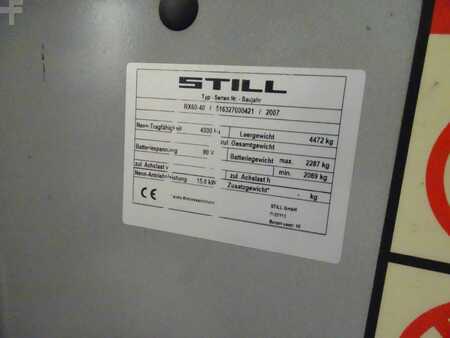 STILL
Typ - Serien Nr. - Baujahr
RX60-40 / 516327000421 / 2007
Nenn-Tragfähigkeit 4000 kg
Leergewicht 4472 kg
zul. Gesamtgewicht
Batteriespannung 80 V
Batteriegewicht max. 2287 kg
min. 2069 kg
zul. Achslast h
zul. Achslast h
Nenn-Antriebsleistung 15.0 kW
Zusatzgewicht* - kg
CE
STILL GmbH